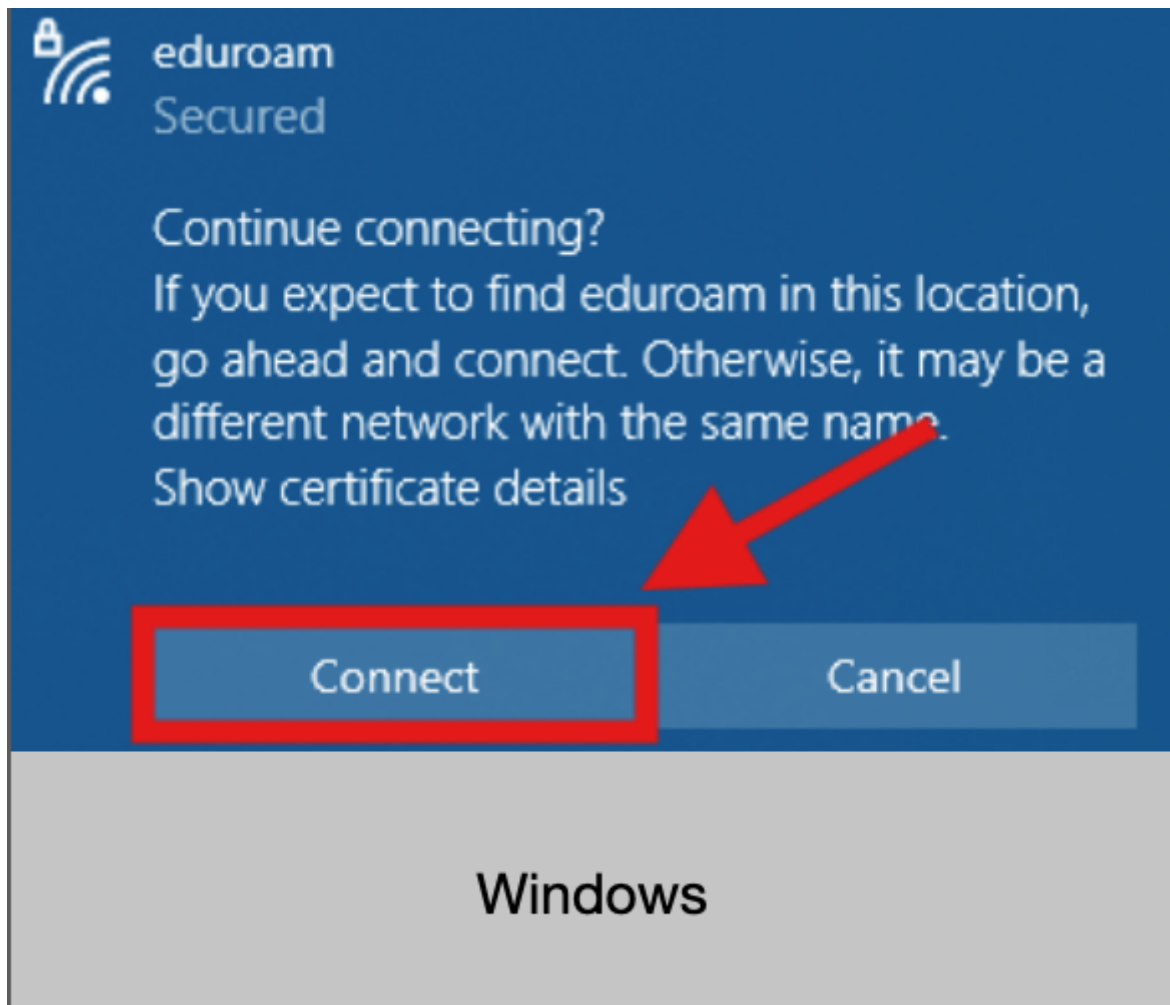 eduroam
Secured
Continue connecting?
If you expect to find eduroam in this location,
go ahead and connect. Otherwise, it may be a
different network with the same name.
Show certificate details
Connect
Cancel
Windows